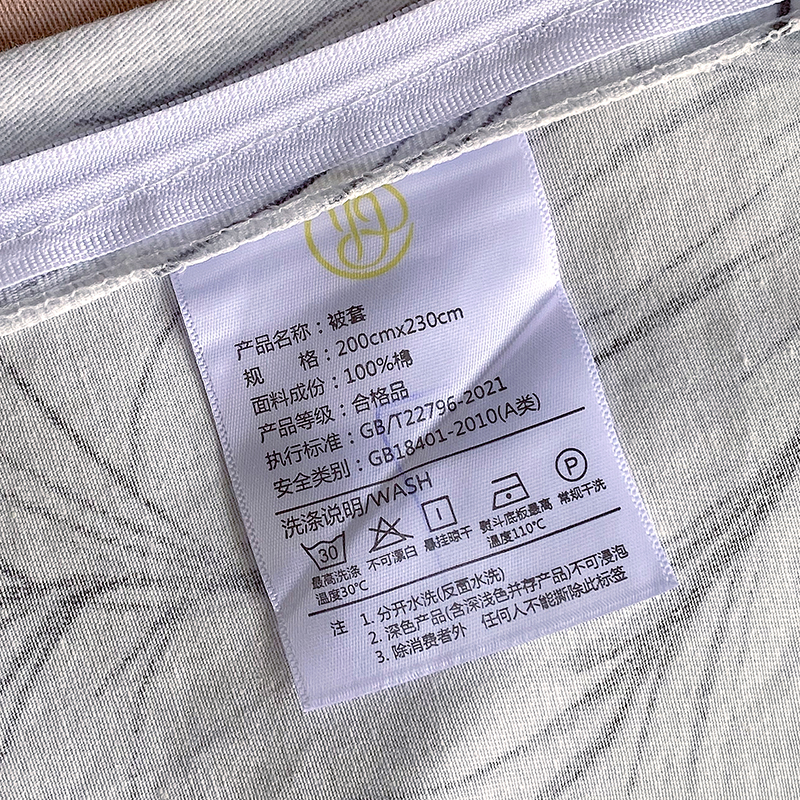 产品名称：被套
规 格：200cmx230cm
面料成份：100%棉
产品等级：合格品
执行标准：GB/T22796-2021
安全类别：GB18401-2010(A类)
洗涤说明/WASH
30
P
最高洗涤
温度30℃
不可漂白
悬挂晾干
熨斗底板最高
温度110℃
常规干洗
注 1. 分开水洗(反面水洗)
2. 深色产品(含深浅色并存产品)不可浸泡
3. 除消费者外 任何人不能撕除此标签